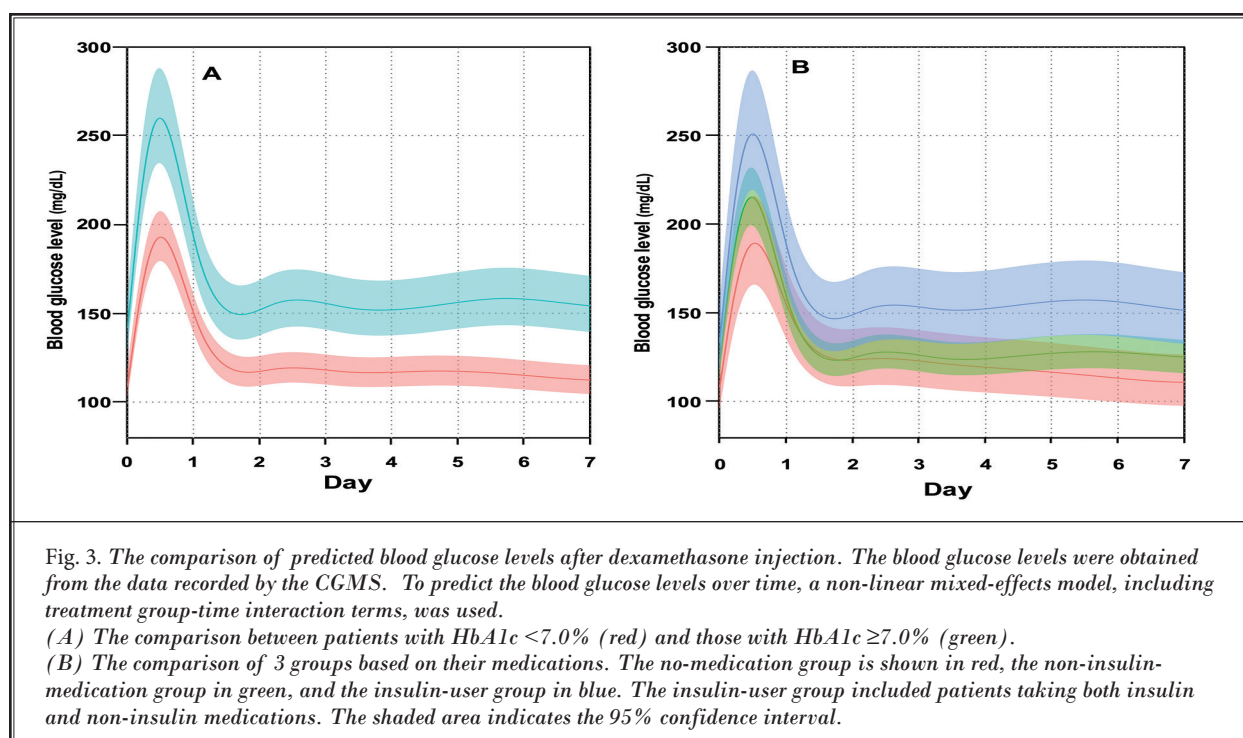 300
250
200
150
100
Blood glucose level (mg/dL)
A
0 1 2 3 4 5 6 7
Day
300
250
200
150
100
Blood glucose level (mg/dL)
B
0 1 2 3 4 5 6 7
Day
Fig. 3. The comparison of predicted blood glucose levels after dexamethasone injection. The blood glucose levels were obtained
from the data recorded by the CGMS. To predict the blood glucose levels over time, a non-linear mixed-effects model, including
treatment group-time interaction terms, was used.
(A) The comparison between patients with HbA1c <7.0% (red) and those with HbA1c ≥7.0% (green).
(B) The comparison of 3 groups based on their medications. The no-medication group is shown in red, the non-insulin-
medication group in green, and the insulin-user group in blue. The insulin-user group included patients taking both insulin
and non-insulin medications. The shaded area indicates the 95% confidence interval.